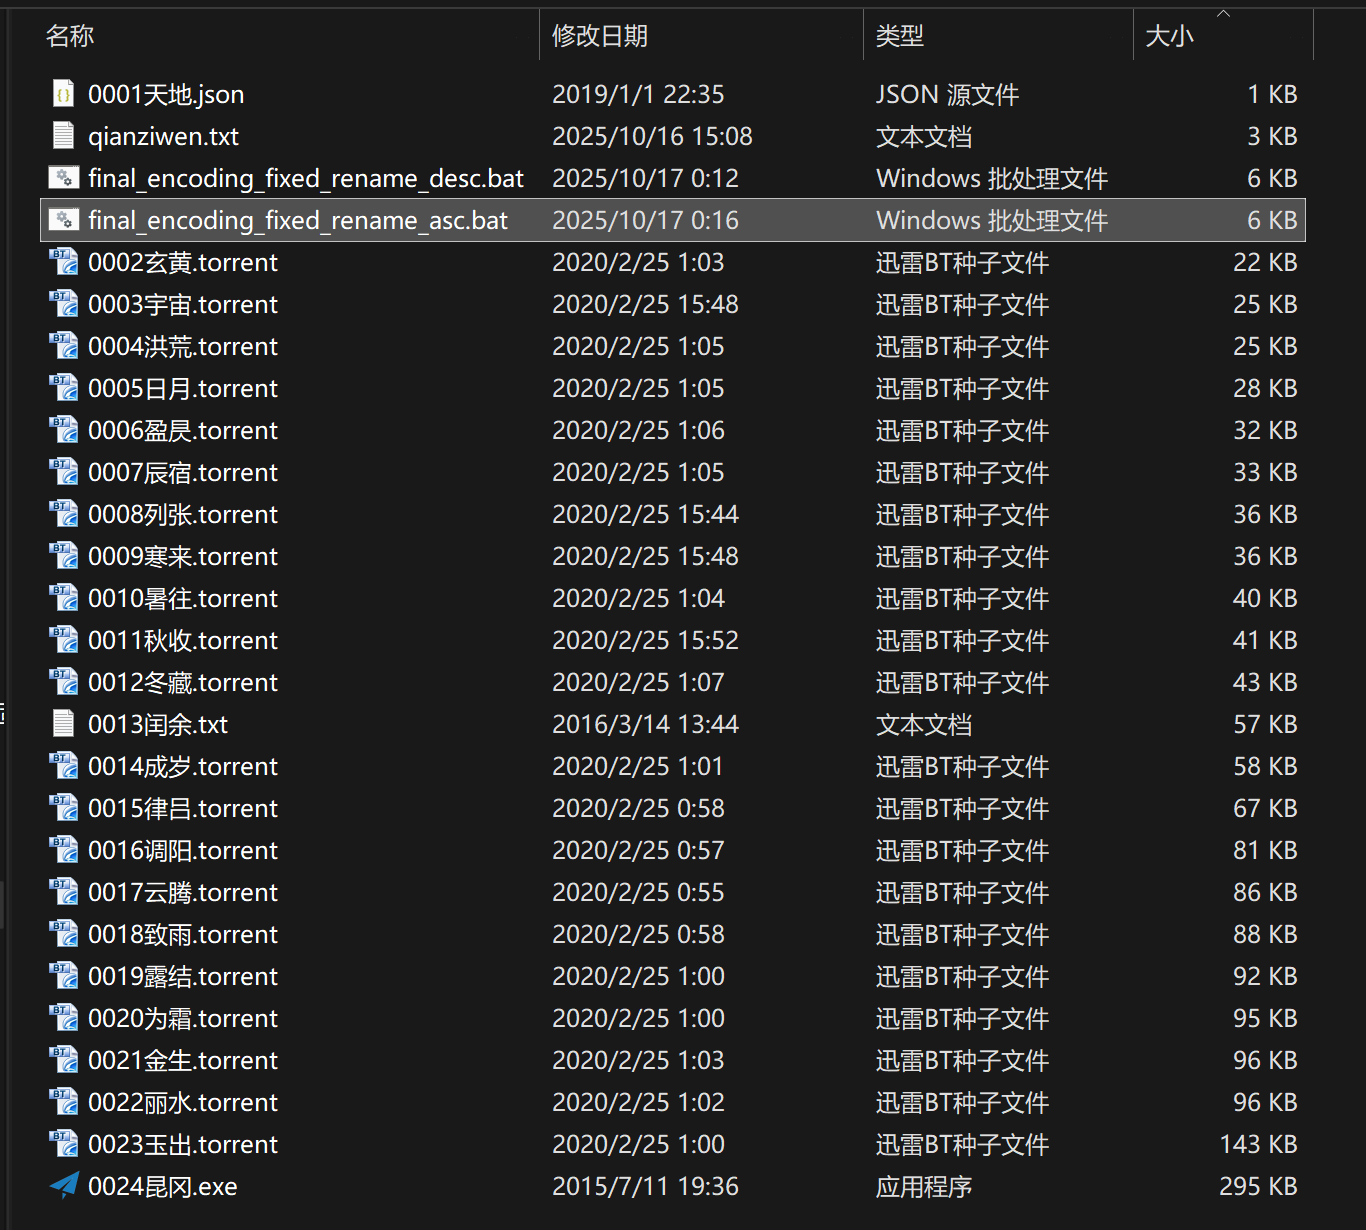 名称 修改日期 类型 大小
0001天地.json 2019/1/1 22:35 JSON 源文件 1 KB
qianziwen.txt 2025/10/16 15:08 文本文档 3 KB
final_encoding_fixed_rename_desc.bat 2025/10/17 0:12 Windows 批处理文件 6 KB
final_encoding_fixed_rename_asc.bat 2025/10/17 0:16 Windows 批处理文件 6 KB
0002玄黄.torrent 2020/2/25 1:03 迅雷BT种子文件 22 KB
0003宇宙.torrent 2020/2/25 15:48 迅雷BT种子文件 25 KB
0004洪荒.torrent 2020/2/25 1:05 迅雷BT种子文件 25 KB
0005日月.torrent 2020/2/25 1:05 迅雷BT种子文件 28 KB
0006盈昃.torrent 2020/2/25 1:06 迅雷BT种子文件 32 KB
0007辰宿.torrent 2020/2/25 1:05 迅雷BT种子文件 33 KB
0008列张.torrent 2020/2/25 15:44 迅雷BT种子文件 36 KB
0009寒来.torrent 2020/2/25 15:48 迅雷BT种子文件 36 KB
0010暑往.torrent 2020/2/25 1:04 迅雷BT种子文件 40 KB
0011秋收.torrent 2020/2/25 15:52 迅雷BT种子文件 41 KB
0012冬藏.torrent 2020/2/25 1:07 迅雷BT种子文件 43 KB
0013闰余.txt 2016/3/14 13:44 文本文档 57 KB
0014成岁.torrent 2020/2/25 1:01 迅雷BT种子文件 58 KB
0015律吕.torrent 2020/2/25 0:58 迅雷BT种子文件 67 KB
0016调阳.torrent 2020/2/25 0:57 迅雷BT种子文件 81 KB
0017云腾.torrent 2020/2/25 0:55 迅雷BT种子文件 86 KB
0018致雨.torrent 2020/2/25 0:58 迅雷BT种子文件 88 KB
0019露结.torrent 2020/2/25 1:00 迅雷BT种子文件 92 KB
0020为霜.torrent 2020/2/25 1:00 迅雷BT种子文件 95 KB
0021金生.torrent 2020/2/25 1:03 迅雷BT种子文件 96 KB
0022丽水.torrent 2020/2/25 1:02 迅雷BT种子文件 96 KB
0023玉出.torrent 2020/2/25 1:00 迅雷BT种子文件 143 KB
0024昆冈.exe 2015/7/11 19:36 应用程序 295 KB